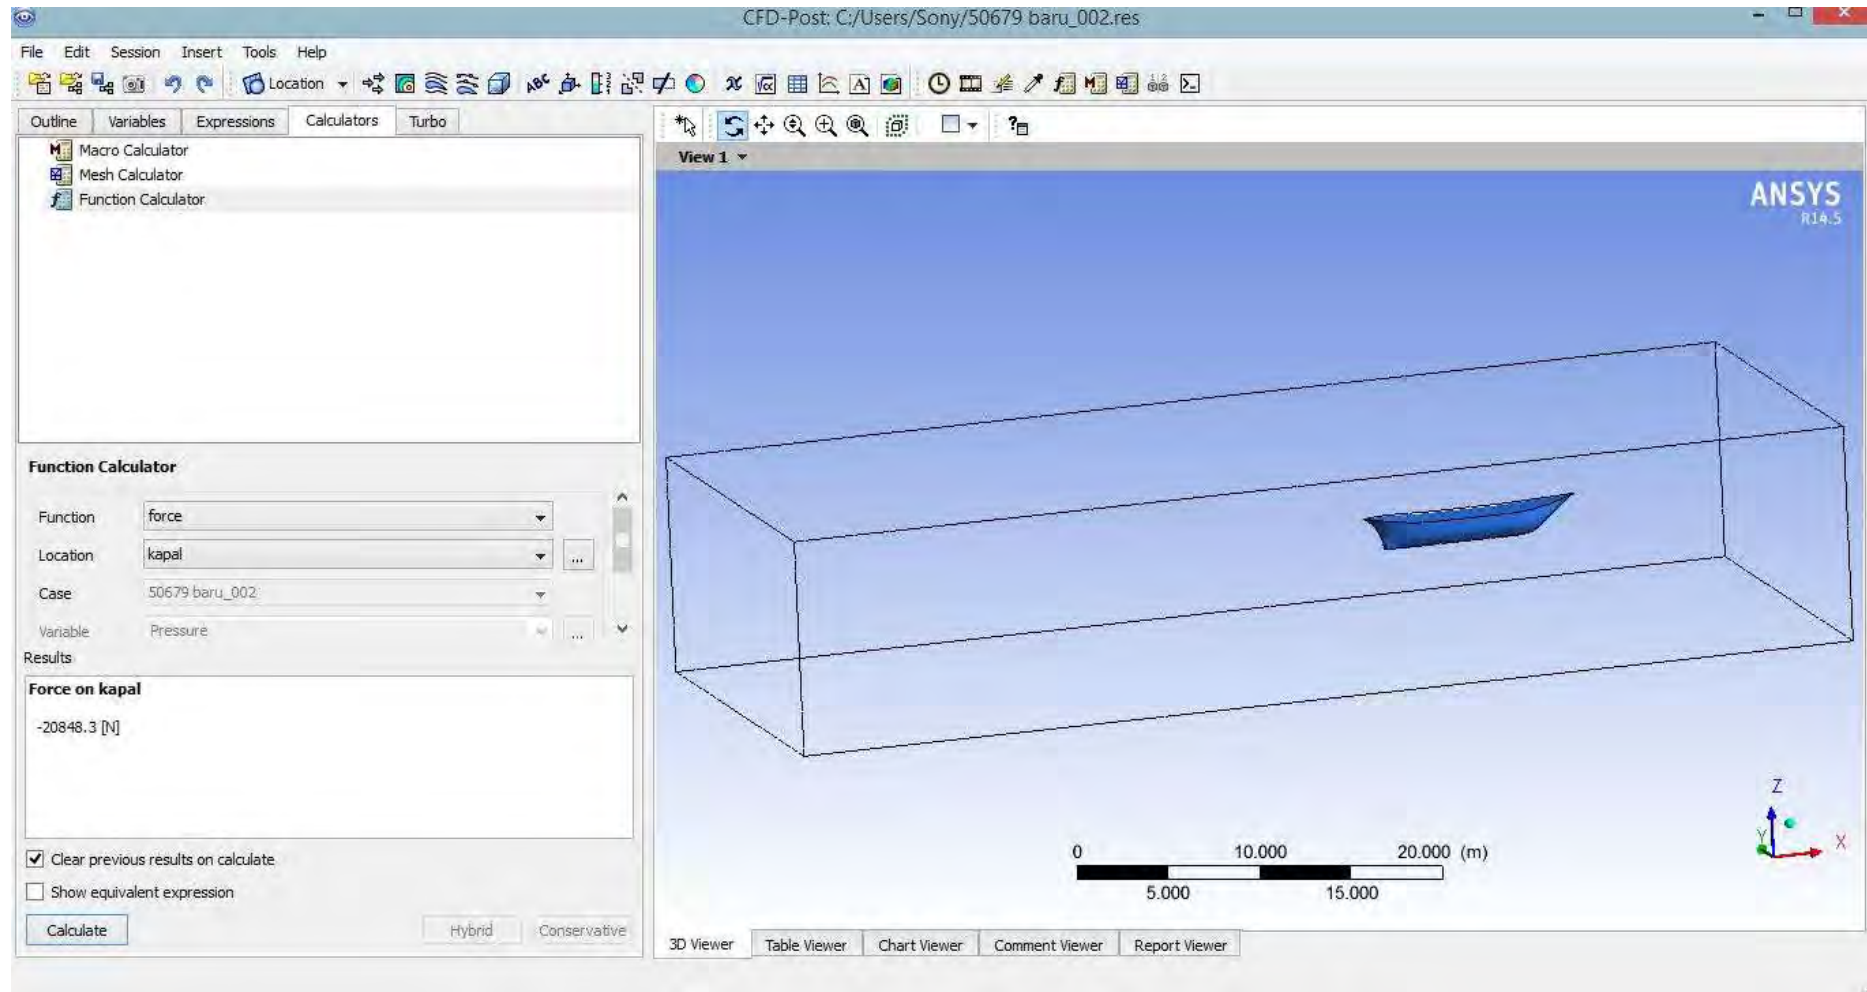 CFD-Post: C:/Users/Sony/50679 baru_002.res
File Edit Session Insert Tools Help
Location
Outline Variables Expressions Calculators Turbo
Macro Calculator
Mesh Calculator
Function Calculator
Function Calculator
Function force
Location kapal ...
Case 50679 baru_002
Variable Pressure ...
Results
Force on kapal
-20848.3 [N]
Clear previous results on calculate
Show equivalent expression
Calculate Hybrid Conservative
View 1
ANSYS
R14.5
Z
Y
X
0 10.000 20.000 (m)
5.000 15.000
3D Viewer Table Viewer Chart Viewer Comment Viewer Report Viewer